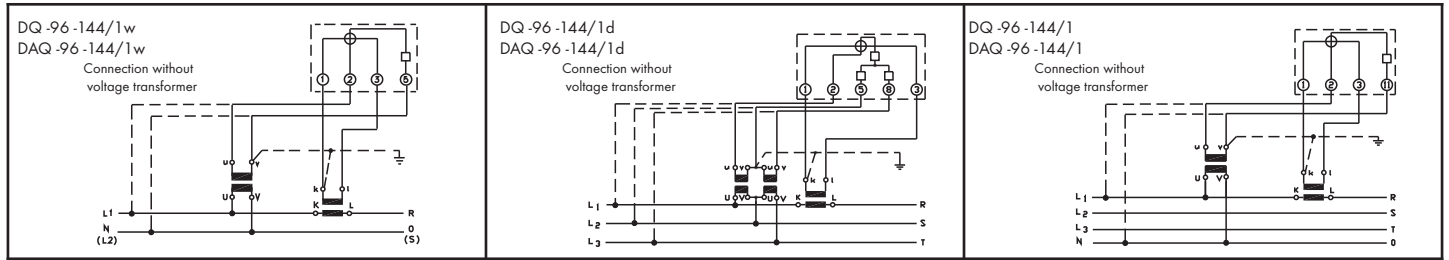 DQ -96 -144/1w
DAQ -96 -144/1w
Connection without
voltage transformer
1 2 3 5
u v
k l
U V
K L
L1 R
N O
(L2) (S)
DQ -96 -144/1d
DAQ -96 -144/1d
Connection without
voltage transformer
1 2 5 8 3
u v u v
k l
U V U V
K L
L1 R
L2 S
L3 T
DQ -96 -144/1
DAQ -96 -144/1
Connection without
voltage transformer
1 2 3 11
u v
k l
U V
K L
L1 R
L2 S
L3 T
N O